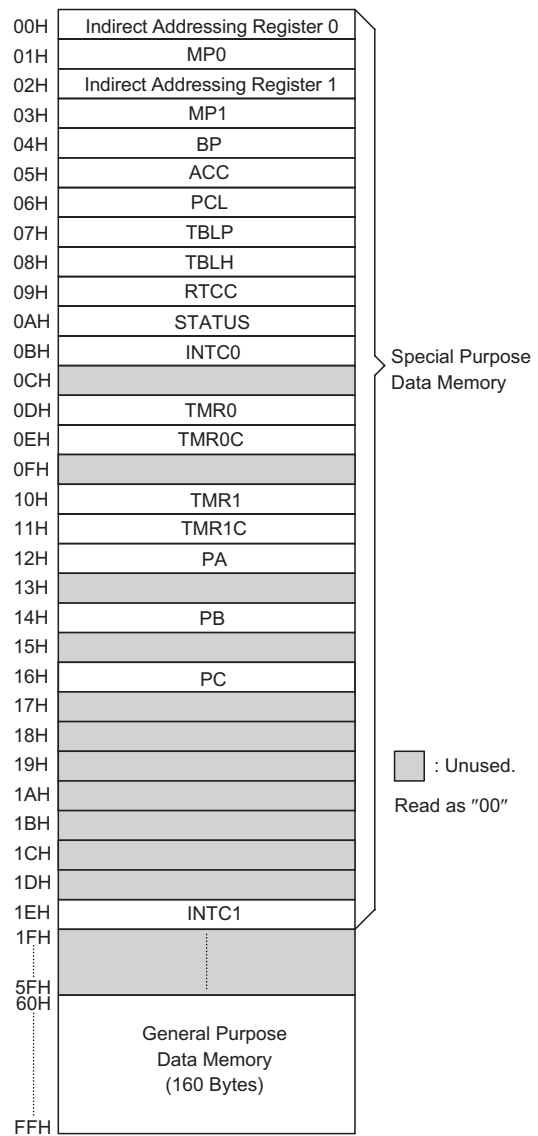 00H Indirect Addressing Register 0
01H MP0
02H Indirect Addressing Register 1
03H MP1
04H BP
05H ACC
06H PCL
07H TBLP
08H TBLH
09H RTCC
0AH STATUS
0BH INTC0
0CH
0DH TMR0
0EH TMR0C
0FH
10H TMR1
11H TMR1C
12H PA
13H
14H PB
15H
16H PC
17H
18H
19H
1AH
1BH
1CH
1DH
1EH INTC1
1FH
5FH
60H
General Purpose
Data Memory
(160 Bytes)
FFH
Special Purpose
Data Memory
: Unused.
Read as ″00″